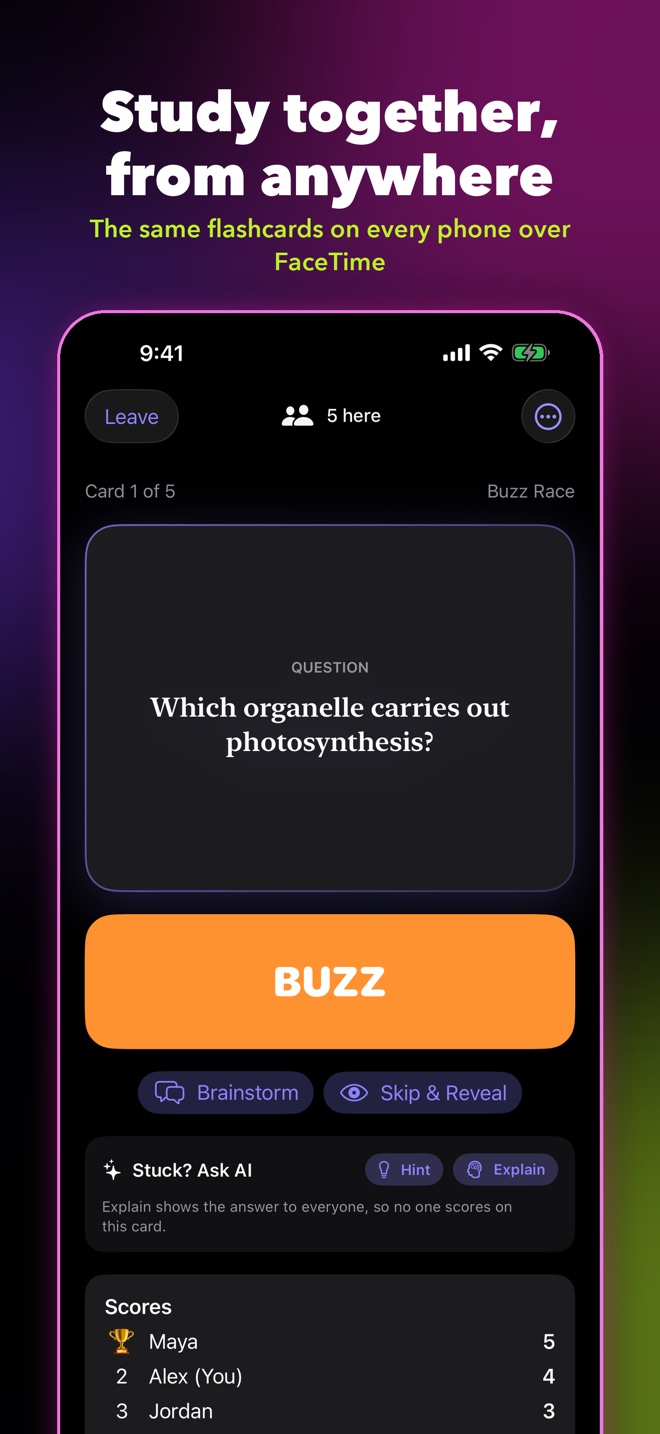 Study together,
from anywhere
The same flashcards on every phone over
FaceTime
9:41
Leave
5 here
Card 1 of 5
Buzz Race
QUESTION
Which organelle carries out
photosynthesis?
BUZZ
Brainstorm
Skip & Reveal
Stuck? Ask AI
Hint
Explain
Explain shows the answer to everyone, so no one scores on
this card.
Scores
Maya 5
2 Alex (You) 4
3 Jordan 3